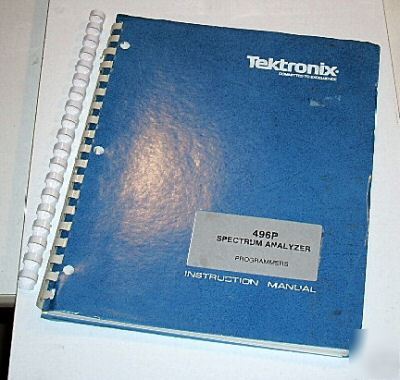 Tektronix
COMMITTED TO EXCELLENCE
496P
SPECTRUM ANALYZER
PROGRAMMERS
INSTRUCTION MANUAL